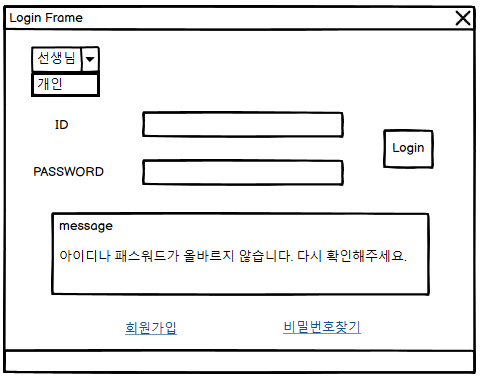 Login Frame
선생님
개인
ID
Login
PASSWORD
message
아이디나 패스워드가 올바르지 않습니다. 다시 확인해주세요.
회원가입
비밀번호찾기